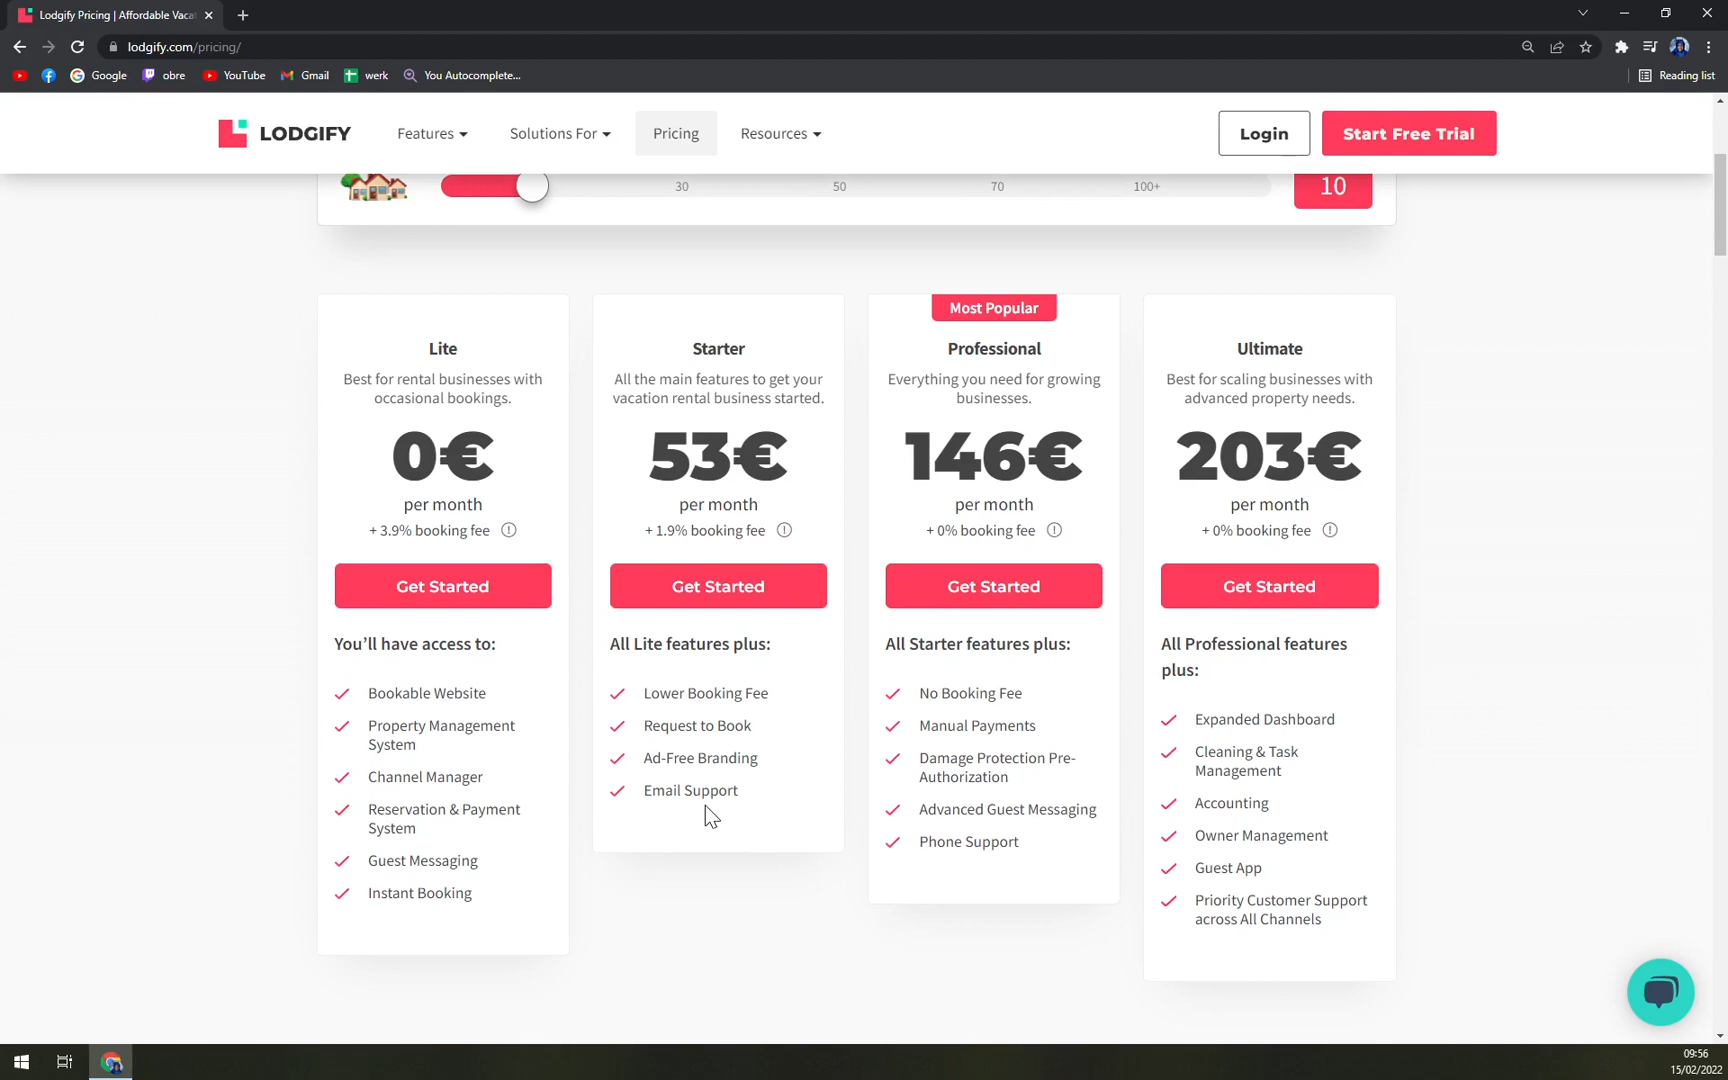 Lodgify Pricing | Affordable Vaca
lodgify.com/pricing/
Google
obre
YouTube
Gmail
werk
You Autocomplete...
Reading list
LODGIFY
Features
Solutions For
Pricing
Resources
Login
Start Free Trial
30
50
70
100+
10
Lite
Best for rental businesses with
occasional bookings.
0€
per month
+ 3.9% booking fee
Get Started
You'll have access to:
Bookable Website
Property Management
System
Channel Manager
Reservation & Payment
System
Guest Messaging
Instant Booking
Starter
All the main features to get your
vacation rental business started.
53€
per month
+ 1.9% booking fee
Get Started
All Lite features plus:
Lower Booking Fee
Request to Book
Ad-Free Branding
Email Support
Most Popular
Professional
Everything you need for growing
businesses.
146€
per month
+ 0% booking fee
Get Started
All Starter features plus:
No Booking Fee
Manual Payments
Damage Protection Pre-
Authorization
Advanced Guest Messaging
Phone Support
Ultimate
Best for scaling businesses with
advanced property needs.
203€
per month
+ 0% booking fee
Get Started
All Professional features
plus:
Expanded Dashboard
Cleaning & Task
Management
Accounting
Owner Management
Guest App
Priority Customer Support
across All Channels
09:56
15/02/2022